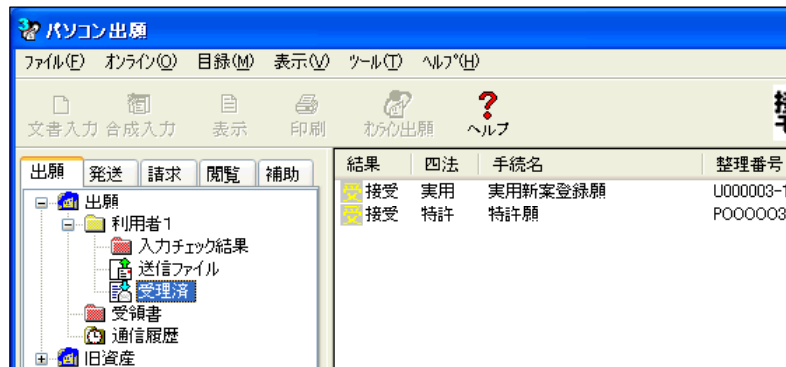 パソコン出願
ファイル(F) オンライン(O) 目録(M) 表示(V) ツール(T) ヘルプ(H)
文書入力 合成入力 表示 印刷 オンライン出願 ヘルプ
出願 発送 請求 閲覧 補助
出願
利用者1
入力チェック結果
送信ファイル
受理済
受領書
通信履歴
旧資産
結果 四法 手続名 整理番号
受 接受 実用 実用新案登録願 U000003-1
受 接受 特許 特許願 PO00003